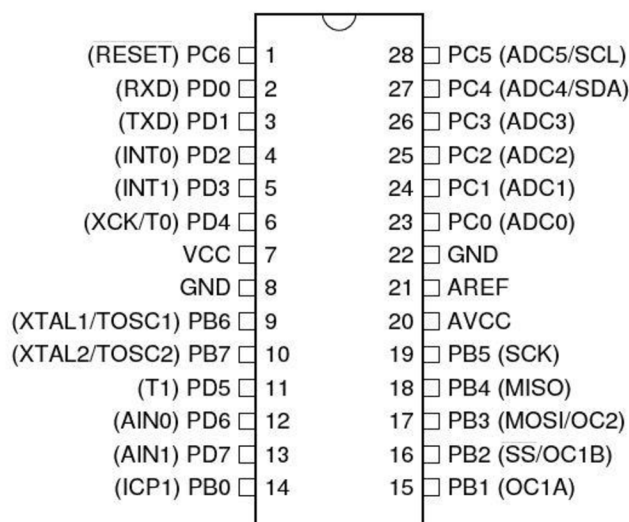 (RESET) PC6 1 28 PC5 (ADC5/SCL)
(RXD) PD0 2 27 PC4 (ADC4/SDA)
(TXD) PD1 3 26 PC3 (ADC3)
(INT0) PD2 4 25 PC2 (ADC2)
(INT1) PD3 5 24 PC1 (ADC1)
(XCK/T0) PD4 6 23 PC0 (ADC0)
VCC 7 22 GND
GND 8 21 AREF
(XTAL1/TOSC1) PB6 9 20 AVCC
(XTAL2/TOSC2) PB7 10 19 PB5 (SCK)
(T1) PD5 11 18 PB4 (MISO)
(AIN0) PD6 12 17 PB3 (MOSI/OC2)
(AIN1) PD7 13 16 PB2 (SS/OC1B)
(ICP1) PB0 14 15 PB1 (OC1A)